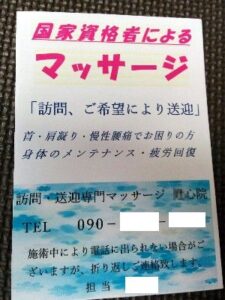 国家資格者による
マッサージ
「訪問、ご希望により送迎」
首・肩凝り・慢性腰痛でお困りの方
身体のメンテナンス・疲労回復
訪問・送迎専門マッサージ 心院
TEL 090- -
施術中により電話に出られない場合がご
ざいますが、折り返しご連絡致します。
担当